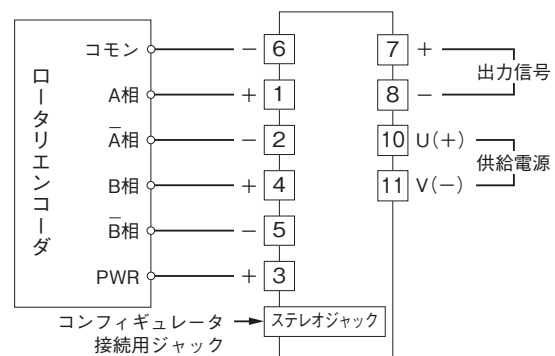 ロータリエンコーダ
コモン － 6
A相 ＋ 1
A̅相 － 2
B相 ＋ 4
B̅相 － 5
PWR ＋ 3
7 ＋
8 －
出力信号
10 U(＋)
11 V(－)
供給電源
コンフィギュレータ
接続用ジャック
ステレオジャック